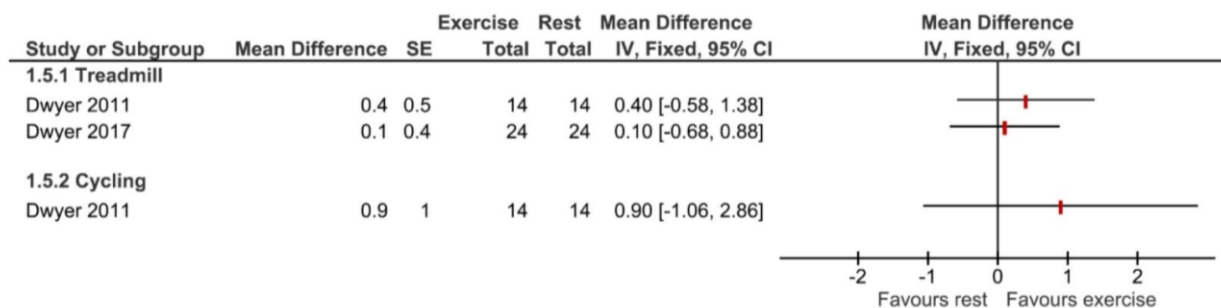 Exercise Rest Mean Difference Mean Difference
Study or Subgroup Mean Difference SE Total Total IV, Fixed, 95% CI IV, Fixed, 95% CI
1.5.1 Treadmill
Dwyer 2011 0.4 0.5 14 14 0.40 [-0.58, 1.38]
Dwyer 2017 0.1 0.4 24 24 0.10 [-0.68, 0.88]
1.5.2 Cycling
Dwyer 2011 0.9 1 14 14 0.90 [-1.06, 2.86]
-2 -1 0 1 2
Favours rest Favours exercise